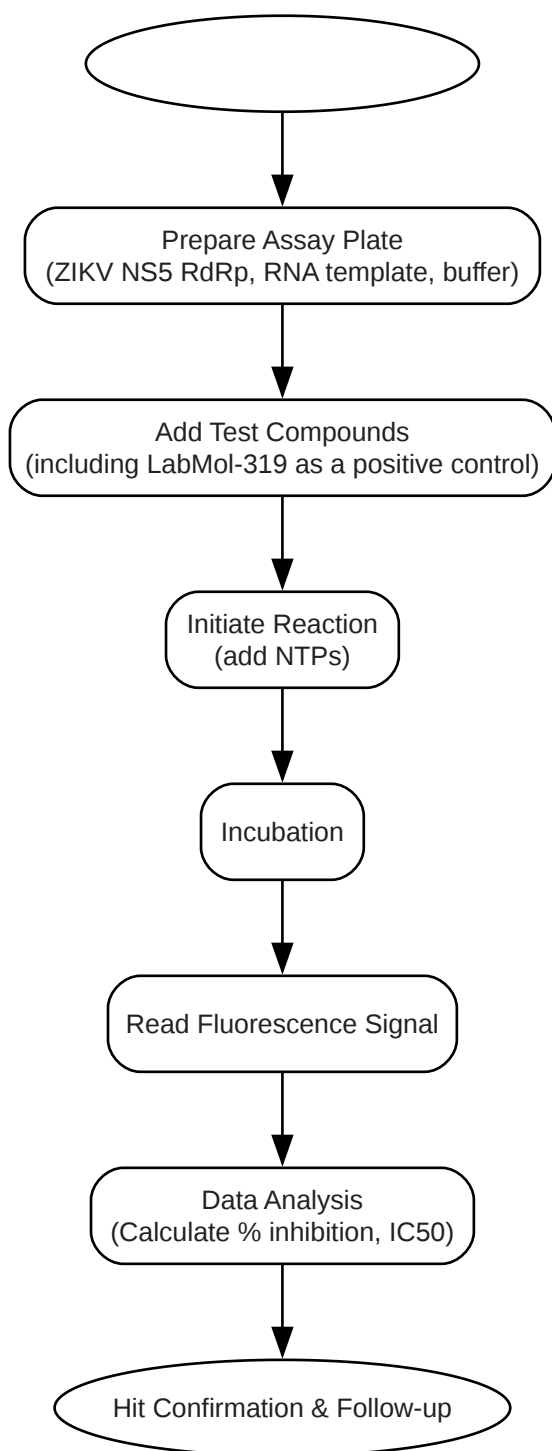 Prepare Assay Plate
(ZIKV NS5 RdRp, RNA template, buffer)
Add Test Compounds
(including LabMol-319 as a positive control)
Initiate Reaction
(add NTPs)
Incubation
Read Fluorescence Signal
Data Analysis
(Calculate % inhibition, IC50)
Hit Confirmation & Follow-up